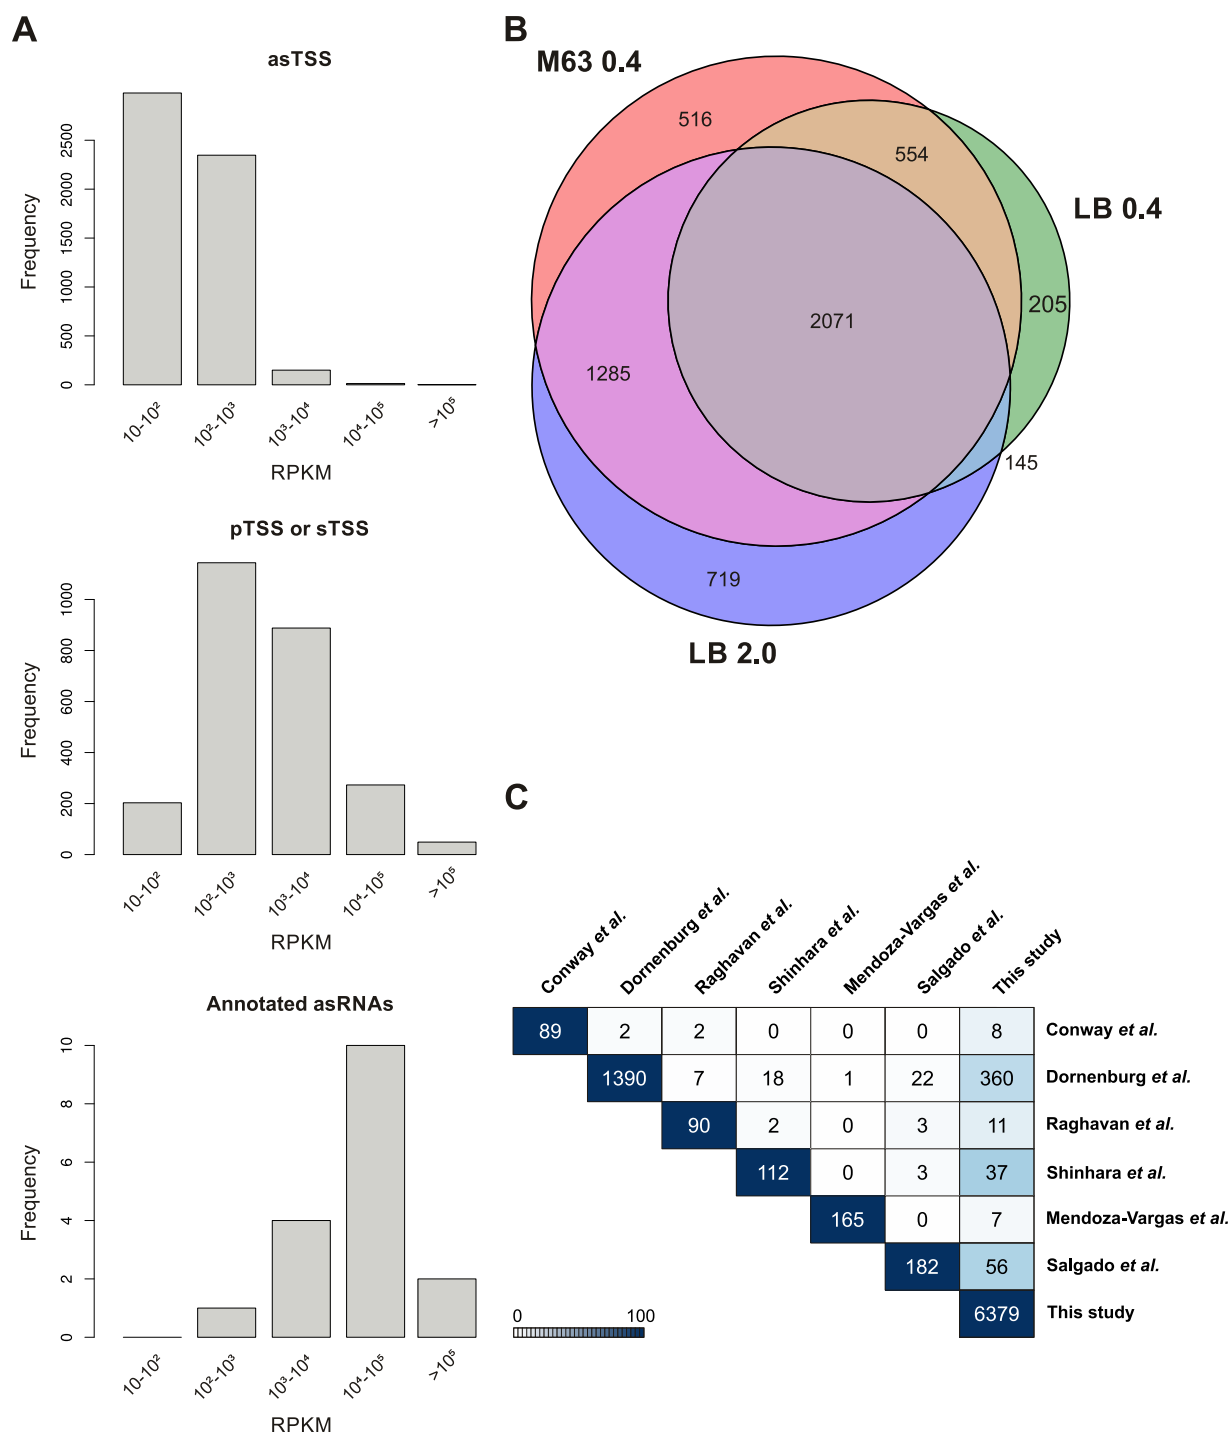 A
asTSS
Frequency
2500
2000
1500
1000
500
0
10-10²
10²-10³
10³-10⁴
10⁴-10⁵
>10⁵
RPKM
pTSS or sTSS
Frequency
1000
800
600
400
200
0
10-10²
10²-10³
10³-10⁴
10⁴-10⁵
>10⁵
RPKM
Annotated asRNAs
Frequency
10
8
6
4
2
0
10-10²
10²-10³
10³-10⁴
10⁴-10⁵
>10⁵
RPKM
B
M63 0.4
516
554
LB 0.4
205
2071
1285
145
719
LB 2.0
C
Conway et al.
Dornenburg et al.
Raghavan et al.
Shinhara et al.
Mendoza-Vargas et al.
Salgado et al.
This study
89 2 2 0 0 0 8 Conway et al.
1390 7 18 1 22 360 Dornenburg et al.
90 2 0 3 11 Raghavan et al.
112 0 3 37 Shinhara et al.
165 0 7 Mendoza-Vargas et al.
182 56 Salgado et al.
6379 This study
0 100